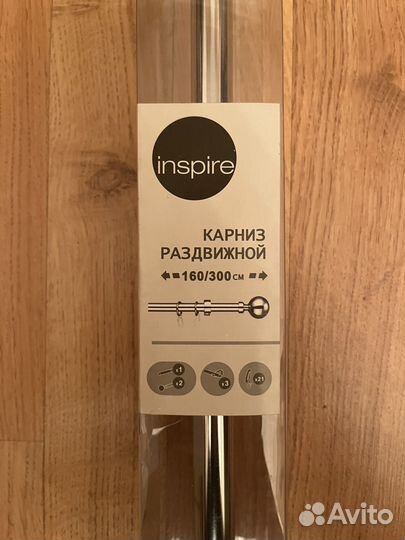 inspire
КАРНИЗ
РАЗДВИЖНОЙ
160/300 см
x1
x2
x3
x21
Avito